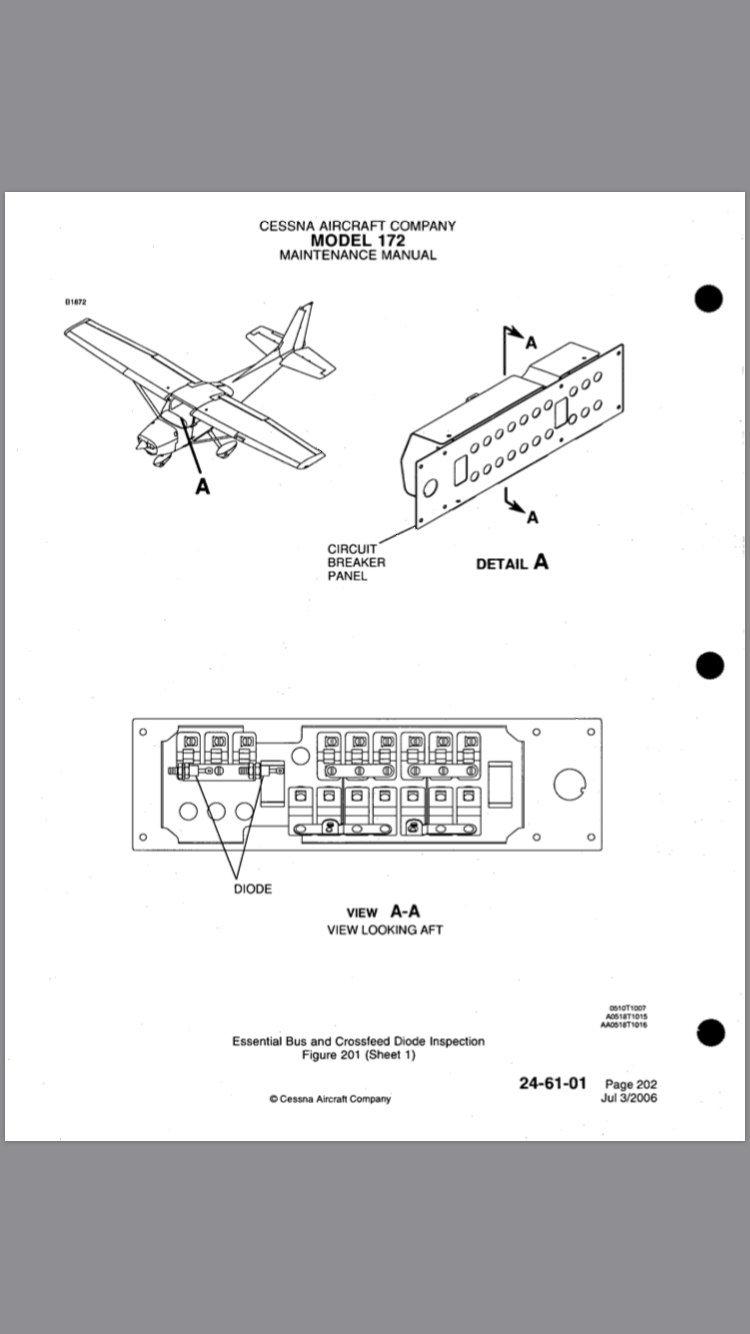 CESSNA AIRCRAFT COMPANY
MODEL 172
MAINTENANCE MANUAL
B1872
A
A
A
CIRCUIT
BREAKER
PANEL
DETAIL A
DIODE
VIEW A-A
VIEW LOOKING AFT
0510T1007
A0518T1015
AA0518T1016
Essential Bus and Crossfeed Diode Inspection
Figure 201 (Sheet 1)
24-61-01 Page 202
© Cessna Aircraft Company Jul 3/2006